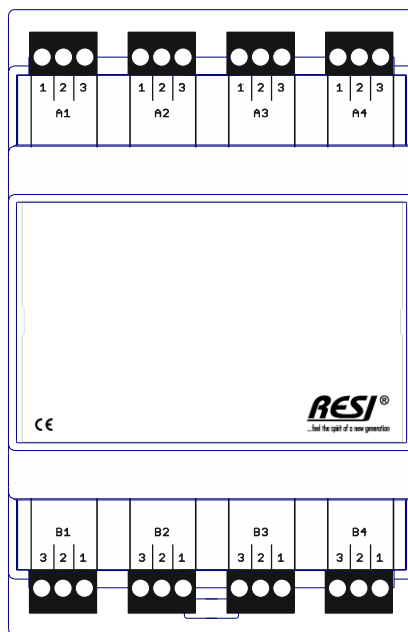 1 2 3 1 2 3 1 2 3 1 2 3
A1 A2 A3 A4
RESI®
...feel the spirit of a new generation
CE
B1 B2 B3 B4
3 2 1 3 2 1 3 2 1 3 2 1